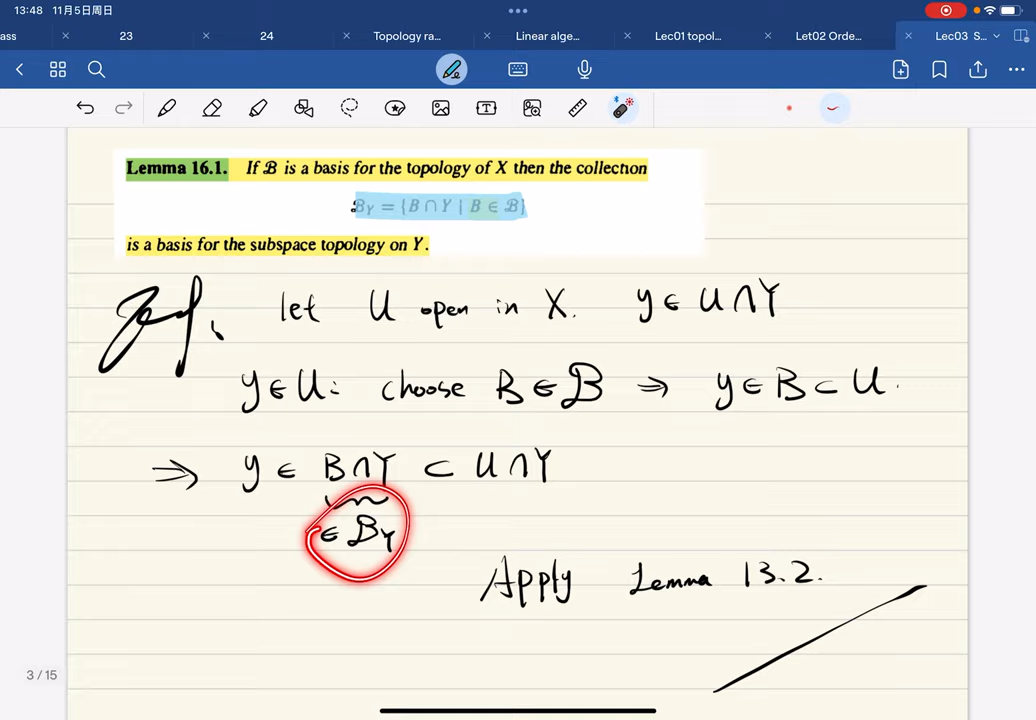 13:48 11月5日周日
ass 23 24 Topology ra... Linear alge... Lec01 topol... Let02 Orde... Lec03 S...
Lemma 16.1. If ℬ is a basis for the topology of X then the collection
ℬ_Y = {B ∩ Y | B ∈ ℬ}
is a basis for the subspace topology on Y.
let U open in X. y ∈ U ∩ Y
y ∈ U: choose B ∈ ℬ ⇒ y ∈ B ⊂ U.
⇒ y ∈ B ∩ Y ⊂ U ∩ Y
∈ ℬ_Y
Apply Lemma 13.2.
3 / 15